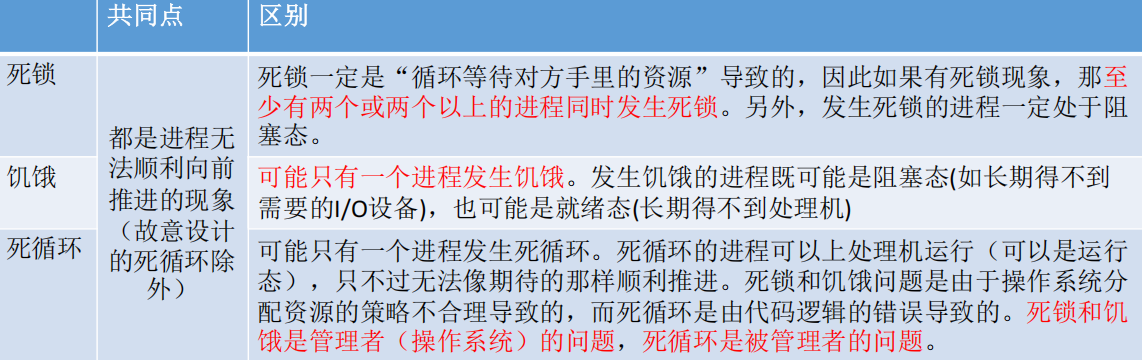 共同点 区别
死锁
死锁一定是“循环等待对方手里的资源”导致的，因此如果有死锁现象，那至
少有两个或两个以上的进程同时发生死锁。另外，发生死锁的进程一定处于阻
塞态。
都是进程无
法顺利向前
推进的现象
（故意设计
的死循环除
外）
饥饿
可能只有一个进程发生饥饿。发生饥饿的进程既可能是阻塞态(如长期得不到
需要的I/O设备)，也可能是就绪态(长期得不到处理机)
死循环
可能只有一个进程发生死循环。死循环的进程可以上处理机运行（可以是运行
态），只不过无法像期待的那样顺利推进。死锁和饥饿问题是由于操作系统分
配资源的策略不合理导致的，而死循环是由代码逻辑的错误导致的。死锁和饥
饿是管理者（操作系统）的问题，死循环是被管理者的问题。